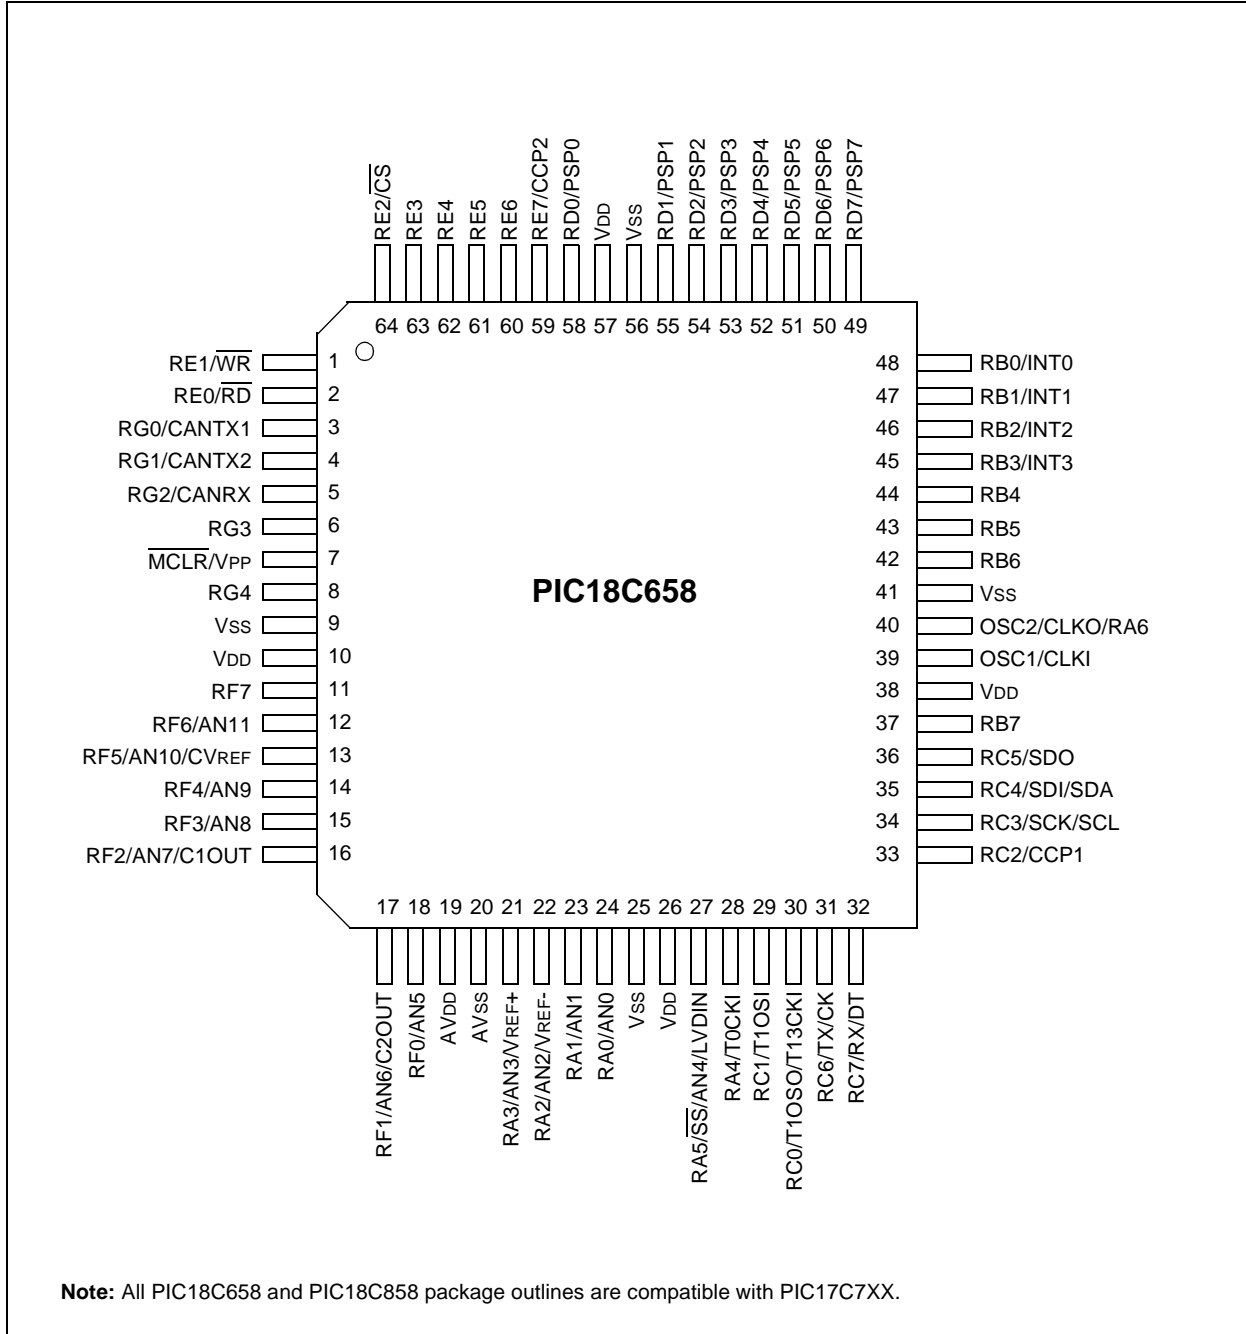 RE2/CS
RE3
RE4
RE5
RE6
RE7/CCP2
RD0/PSP0
VDD
VSS
RD1/PSP1
RD2/PSP2
RD3/PSP3
RD4/PSP4
RD5/PSP5
RD6/PSP6
RD7/PSP7
64 63 62 61 60 59 58 57 56 55 54 53 52 51 50 49
RE1/WR 1
RE0/RD 2
RG0/CANTX1 3
RG1/CANTX2 4
RG2/CANRX 5
RG3 6
MCLR/VPP 7
RG4 8
VSS 9
VDD 10
RF7 11
RF6/AN11 12
RF5/AN10/CVREF 13
RF4/AN9 14
RF3/AN8 15
RF2/AN7/C1OUT 16
PIC18C658
48 RB0/INT0
47 RB1/INT1
46 RB2/INT2
45 RB3/INT3
44 RB4
43 RB5
42 RB6
41 VSS
40 OSC2/CLKO/RA6
39 OSC1/CLKI
38 VDD
37 RB7
36 RC5/SDO
35 RC4/SDI/SDA
34 RC3/SCK/SCL
33 RC2/CCP1
17 18 19 20 21 22 23 24 25 26 27 28 29 30 31 32
RF1/AN6/C2OUT
RF0/AN5
AVDD
AVSS
RA3/AN3/VREF+
RA2/AN2/VREF-
RA1/AN1
RA0/AN0
VSS
VDD
RA5/SS/AN4/LVDIN
RA4/T0CKI
RC1/T1OSI
RC0/T1OSO/T13CKI
RC6/TX/CK
RC7/RX/DT
Note: All PIC18C658 and PIC18C858 package outlines are compatible with PIC17C7XX.